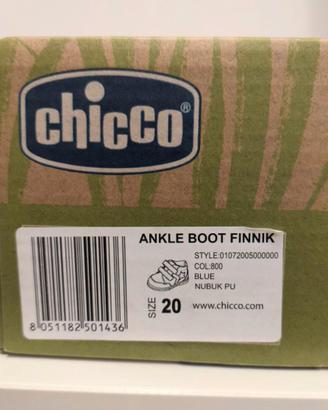 chicco®
ANKLE BOOT FINNIK
STYLE:01072005000000
COL:800
BLUE
NUBUK PU
SIZE 20 www.chicco.com
8 051182 501436